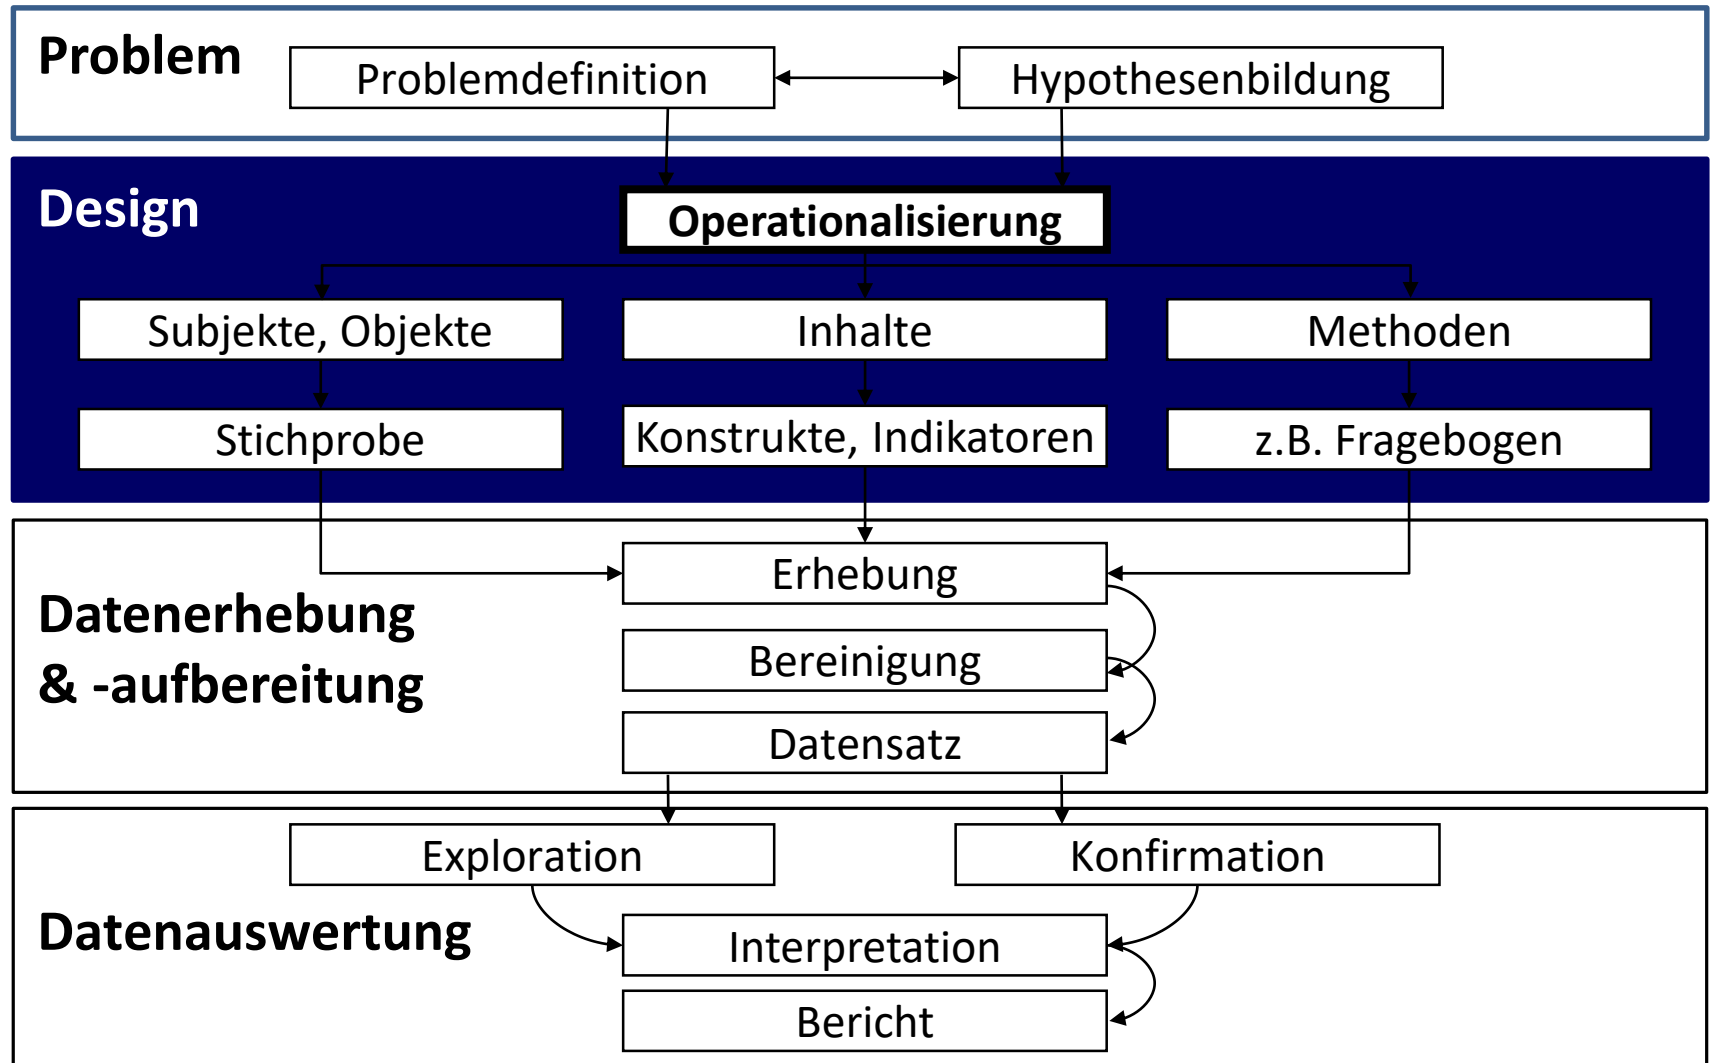 Problem
Problemdefinition
Hypothesenbildung
Design
Operationalisierung
Subjekte, Objekte
Inhalte
Methoden
Stichprobe
Konstrukte, Indikatoren
z.B. Fragebogen
Datenerhebung
& -aufbereitung
Erhebung
Bereinigung
Datensatz
Datenauswertung
Exploration
Konfirmation
Interpretation
Bericht